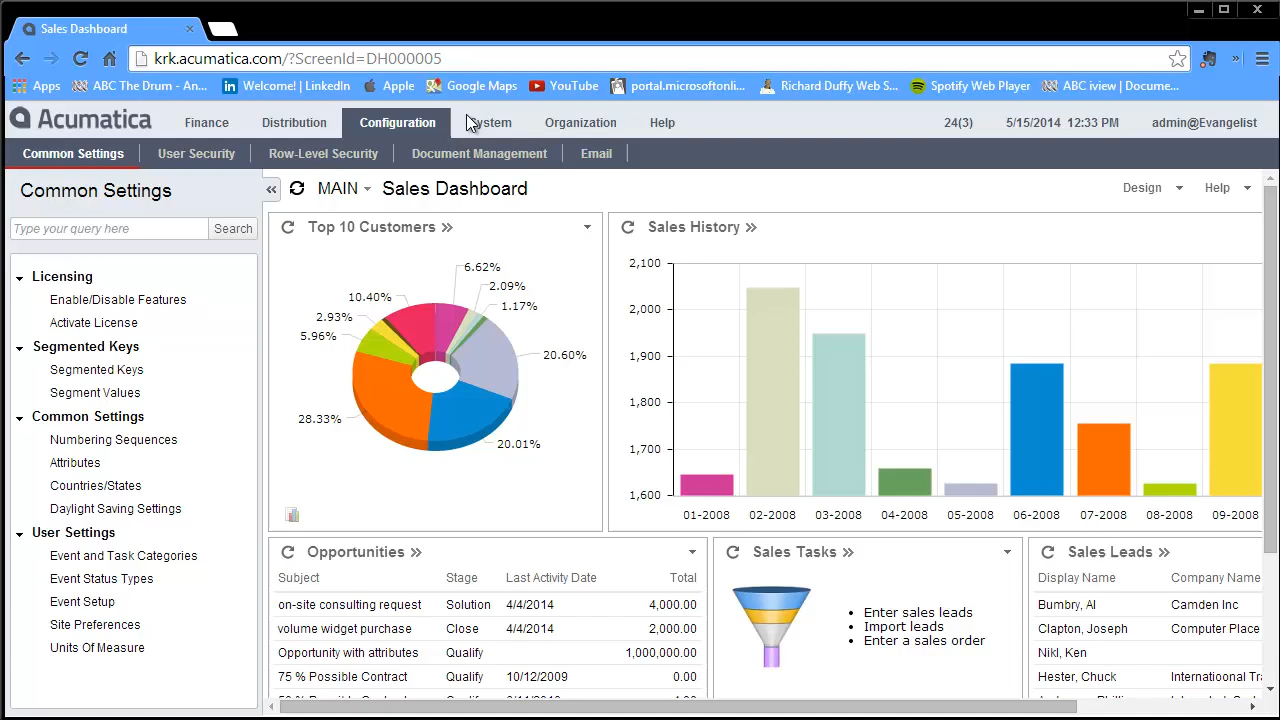 Sales Dashboard
krk.acumatica.com/?ScreenId=DH000005
Apps ABC The Drum - An... Welcome! | LinkedIn Apple Google Maps YouTube portal.microsoftonli... Richard Duffy Web S... Spotify Web Player ABC iview | Docume...
Acumatica Finance Distribution Configuration System Organization Help 24(3) 5/15/2014 12:33 PM admin@Evangelist
Common Settings User Security Row-Level Security Document Management Email
Common Settings
Type your query here Search
Licensing
Enable/Disable Features
Activate License
Segmented Keys
Segmented Keys
Segment Values
Common Settings
Numbering Sequences
Attributes
Countries/States
Daylight Saving Settings
User Settings
Event and Task Categories
Event Status Types
Event Setup
Site Preferences
Units Of Measure
MAIN Sales Dashboard Design Help
Top 10 Customers
6.62%
2.09%
1.17%
10.40%
2.93%
5.96%
20.60%
28.33%
20.01%
Sales History
2,100
2,000
1,900
1,800
1,700
1,600
01-2008 02-2008 03-2008 04-2008 05-2008 06-2008 07-2008 08-2008 09-2008
Opportunities
Subject Stage Last Activity Date Total
on-site consulting request Solution 4/4/2014 4,000.00
volume widget purchase Close 4/4/2014 2,000.00
Opportunity with attributes Qualify 1,000,000.00
75 % Possible Contract Qualify 10/12/2009 0.00
Sales Tasks
Enter sales leads
Import leads
Enter a sales order
Sales Leads
Display Name Company Name
Bumbry, Al Camden Inc
Clapton, Joseph Computer Place
Nikl, Ken
Hester, Chuck Internatioonal Tra